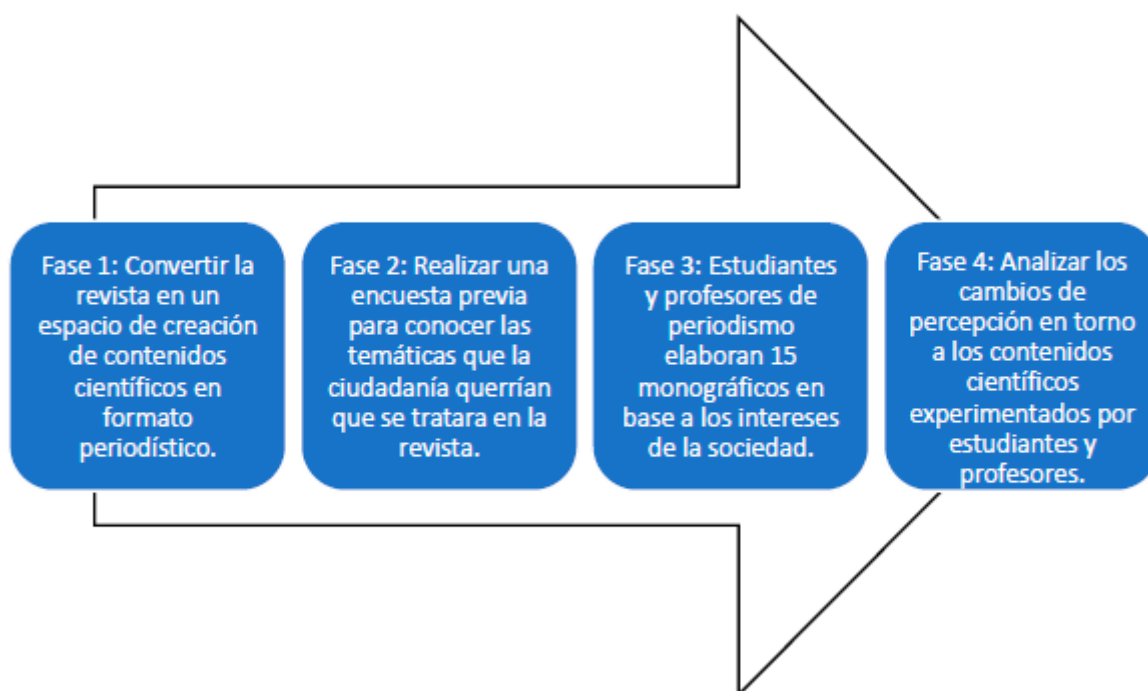 Fase 1: Convertir la
revista en un
espacio de creación
de contenidos
científicos en
formato
periodístico.
Fase 2: Realizar una
encuesta previa
para conocer las
temáticas que la
ciudadanía querrían
que se tratara en la
revista.
Fase 3: Estudiantes
y profesores de
periodismo
elaboran 15
monográficos en
base a los intereses
de la sociedad.
Fase 4: Analizar los
cambios de
percepción en torno
a los contenidos
científicos
experimentados por
estudiantes y
profesores.